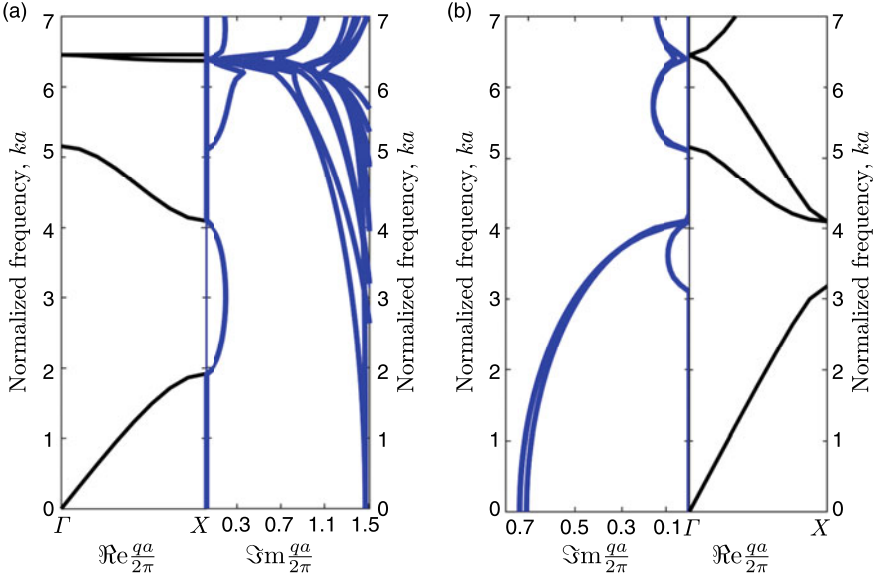 (a)
Normalized frequency, ka
7
6
5
4
3
2
1
0
Γ
X
0.3
0.7
1.1
1.5
ℜe qa/2π
ℑm qa/2π
7
6
5
4
3
2
1
0
Normalized frequency, ka
(b)
Normalized frequency, ka
7
6
5
4
3
2
1
0
0.7
0.5
0.3
0.1
Γ
X
ℑm qa/2π
ℜe qa/2π
7
6
5
4
3
2
1
0
Normalized frequency, ka